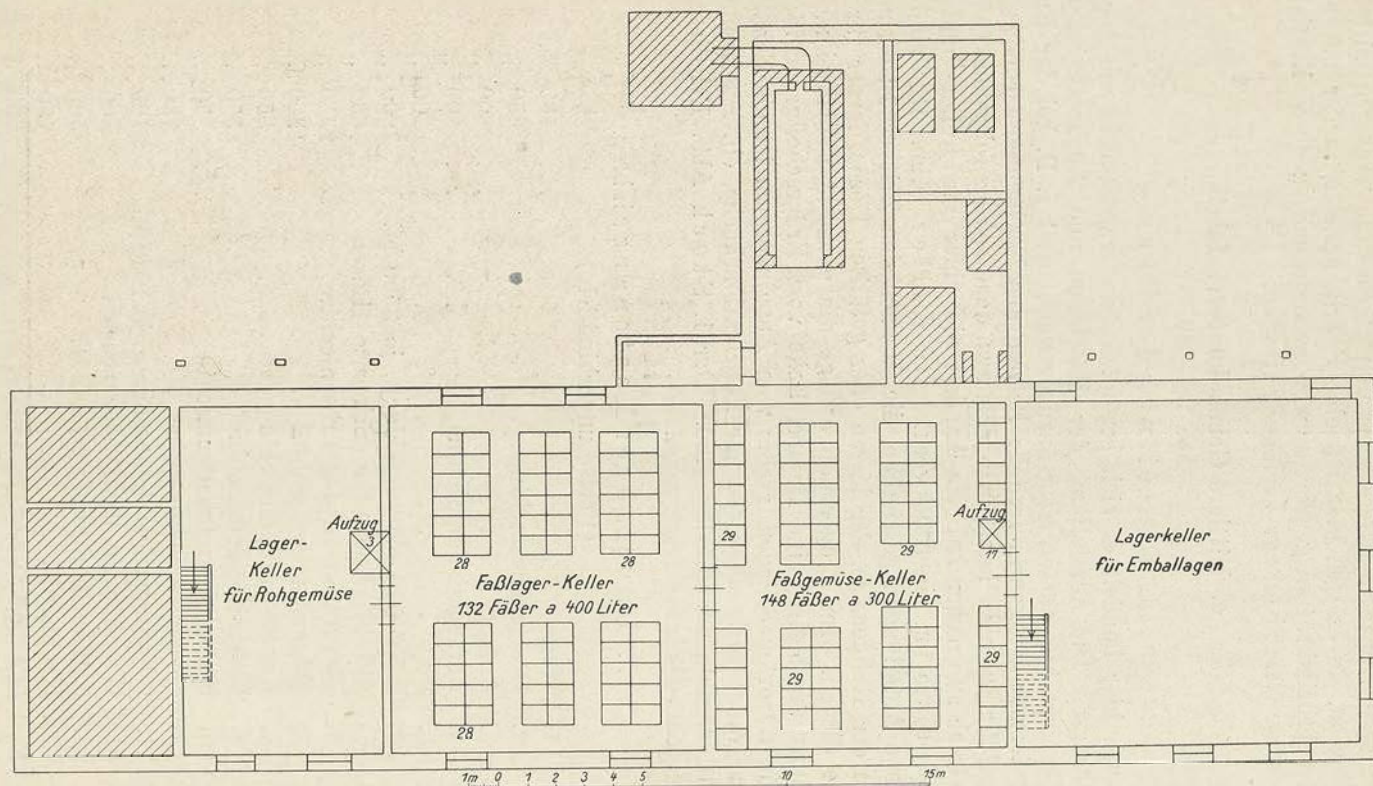 Aufzug
3
Lager-
Keller
für Rohgemüse
28
28
Faßlager-Keller
132 Fäßer a 400 Liter
28
29
29
Aufzug
17
Faßgemüse-Keller
148 Fäßer a 300 Liter
29
29
Lagerkeller
für Emballagen
1m 0 1 2 3 4 5 10 15m